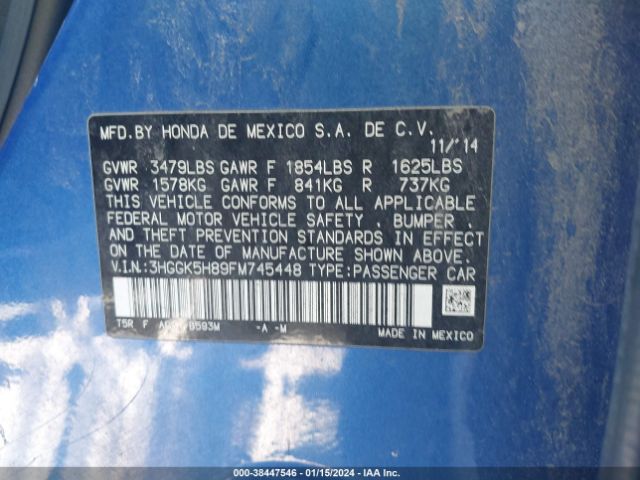 MFD.BY HONDA DE MEXICO S.A. DE C.V.
11/'14
GVWR 3479LBS GAWR F 1854LBS R 1625LBS
GVWR 1578KG GAWR F 841KG R 737KG
THIS VEHICLE CONFORMS TO ALL APPLICABLE
FEDERAL MOTOR VEHICLE SAFETY BUMPER .
AND THEFT PREVENTION STANDARDS IN EFFECT
ON THE DATE OF MANUFACTURE SHOWN ABOVE.
V.I.N.:3HGGK5H89FM745448 TYPE:PASSENGER CAR
T5R F B593M -A -M
MADE IN MEXICO
000-38447546 - 01/15/2024 - IAA Inc.